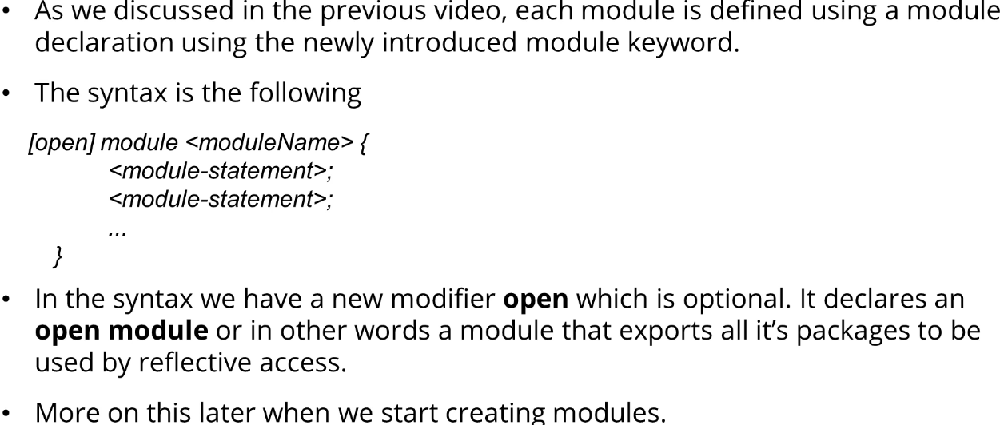 • As we discussed in the previous video, each module is defined using a module
declaration using the newly introduced module keyword.
• The syntax is the following
[open] module <moduleName> {
<module-statement>;
<module-statement>;
...
}
• In the syntax we have a new modifier open which is optional. It declares an
open module or in other words a module that exports all it’s packages to be
used by reflective access.
• More on this later when we start creating modules.